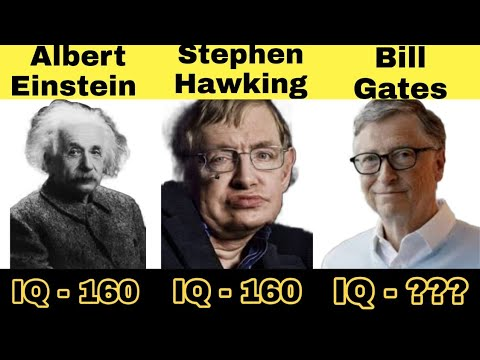 Albert
Einstein
Stephen
Hawking
Bill
Gates
IQ - 160
IQ - 160
IQ - ???